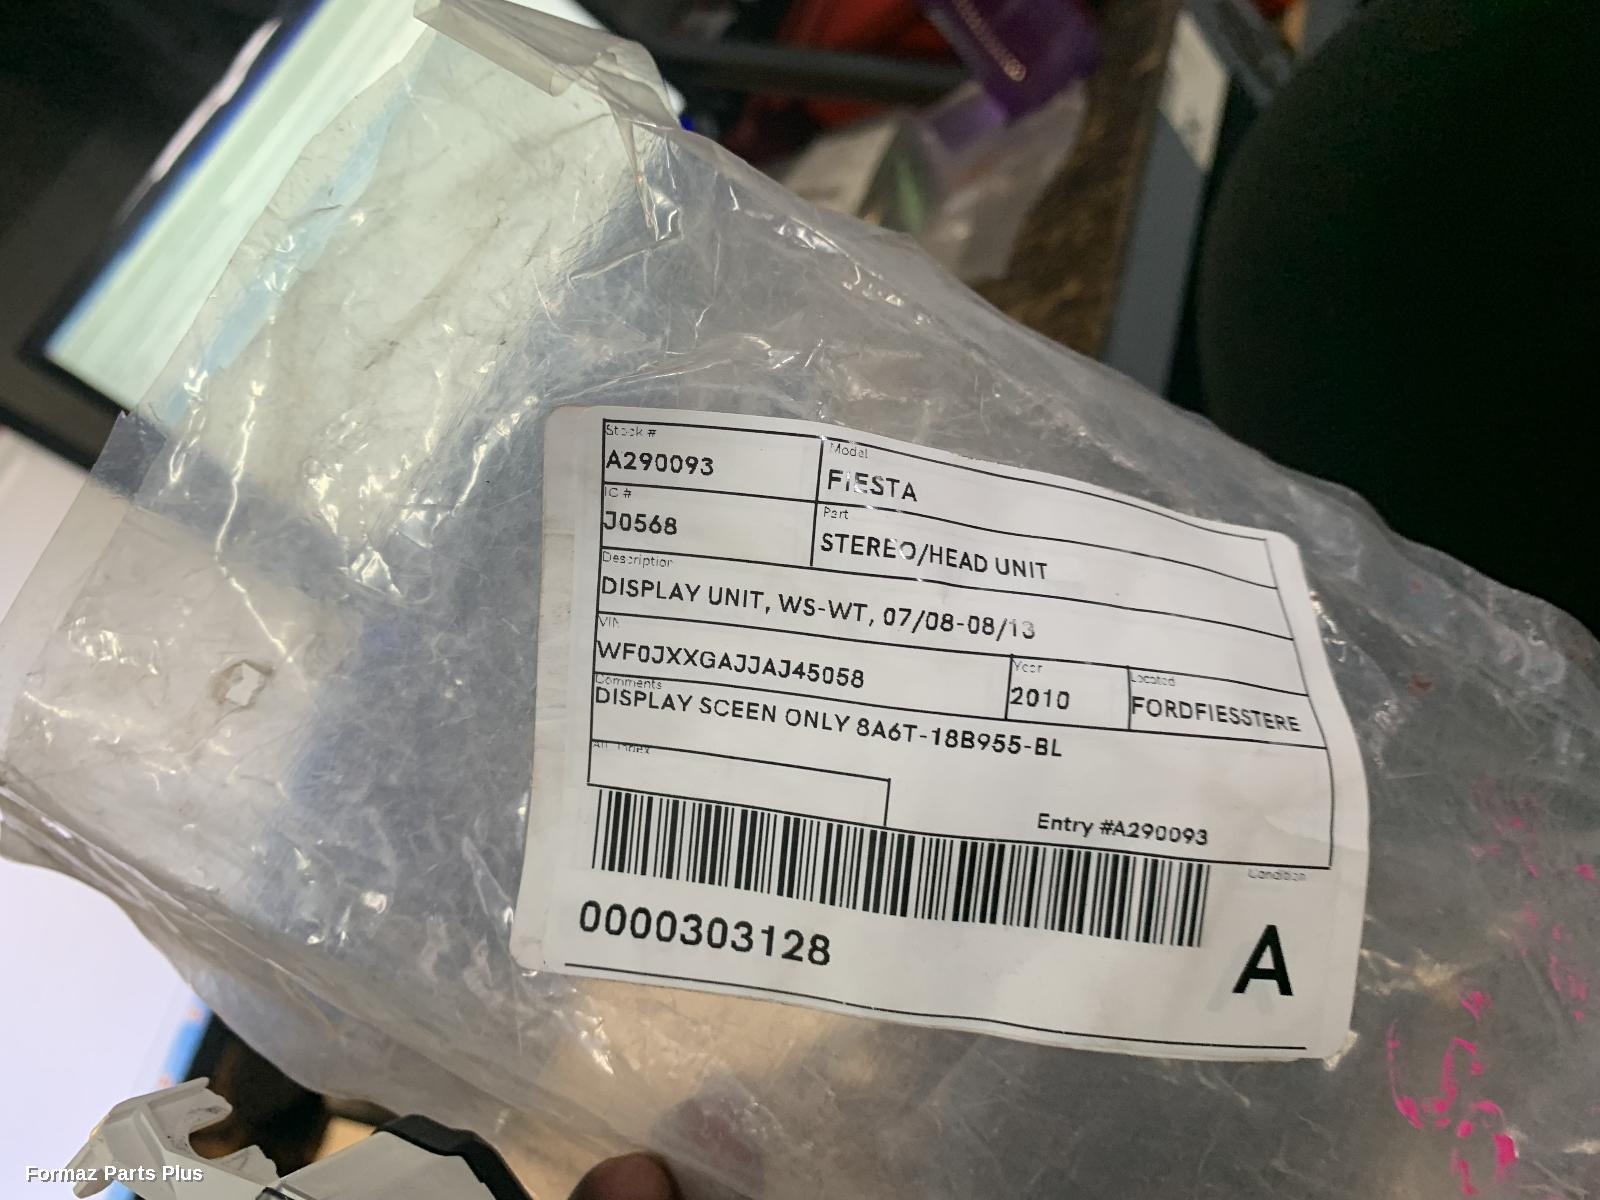 Stock #
A290093
Model
FIESTA
IC #
J0568
Part
STEREO/HEAD UNIT
Description
DISPLAY UNIT, WS-WT, 07/08-08/13
VIN
WF0JXXGAJJAJ45058
Year
2010
Located
FORDFIESSTERE
Comments
DISPLAY SCEEN ONLY 8A6T-18B955-BL
Entry #A290093
Condition
A
0000303128
Formaz Parts Plus